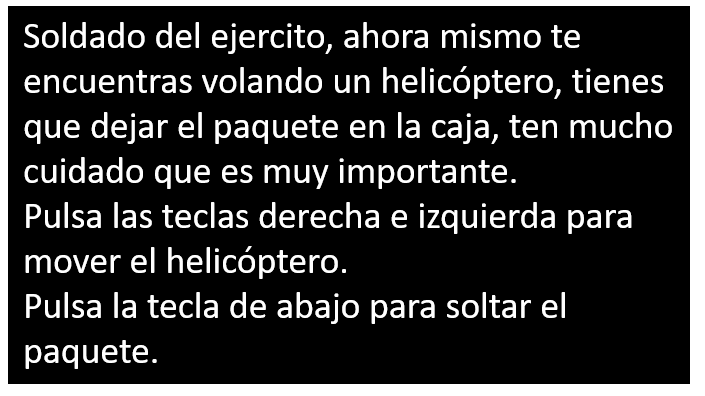 Soldado del ejercito, ahora mismo te
encuentras volando un helicóptero, tienes
que dejar el paquete en la caja, ten mucho
cuidado que es muy importante.
Pulsa las teclas derecha e izquierda para
mover el helicóptero.
Pulsa la tecla de abajo para soltar el
paquete.